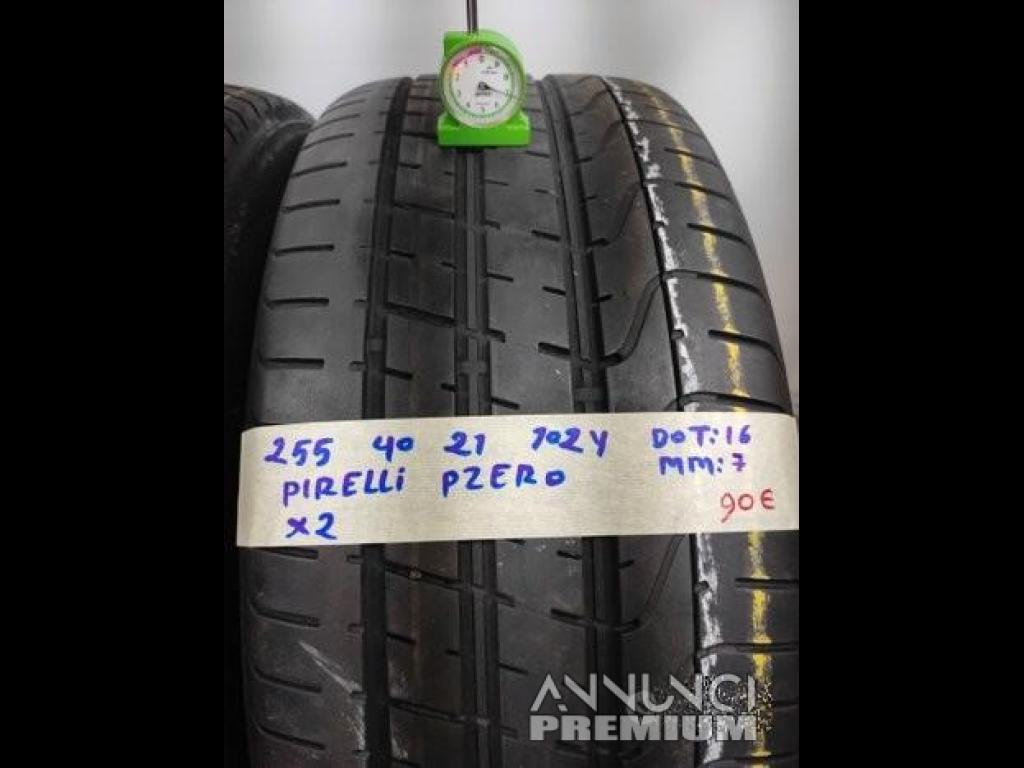 255 40 21 102Y DOT:16
PIRELLI PZERO MM:7
x2 90€
ANNUNCI
PREMIUM